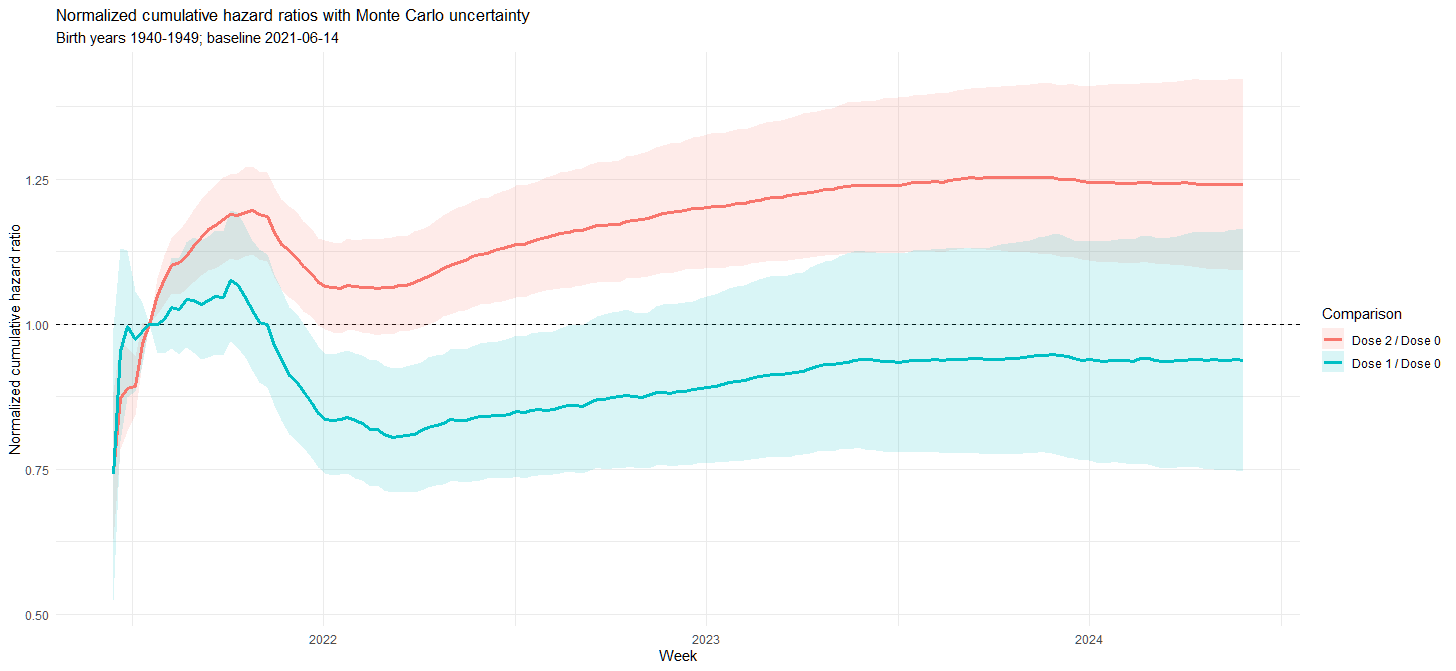 Normalized cumulative hazard ratios with Monte Carlo uncertainty
Birth years 1940-1949; baseline 2021-06-14
Normalized cumulative hazard ratio
1.25
1.00
0.75
0.50
2022
2023
2024
Week
Comparison
Dose 2 / Dose 0
Dose 1 / Dose 0